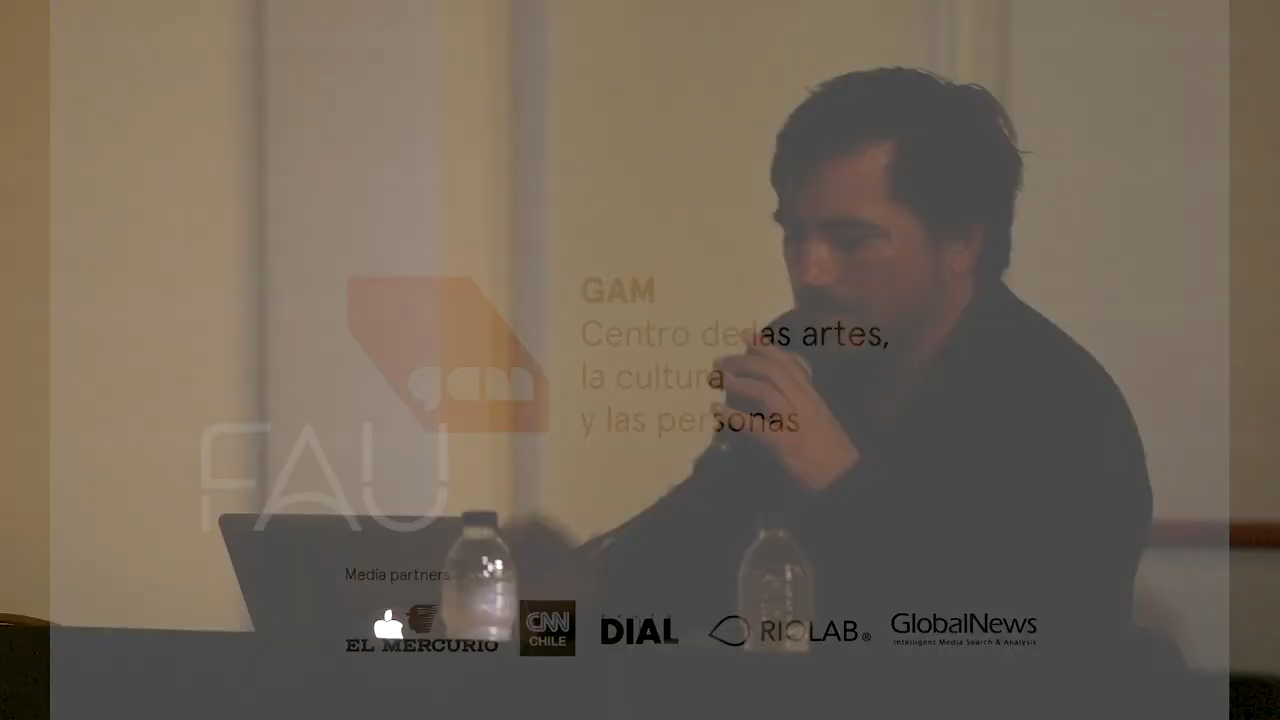 GAM
Centro de las artes,
la cultura
y las personas
gam
FAU
Media partners
EL MERCURIO
CNN
CHILE
DIAL
RIOLAB®
GlobalNews
Intelligent Media Search & Analysis